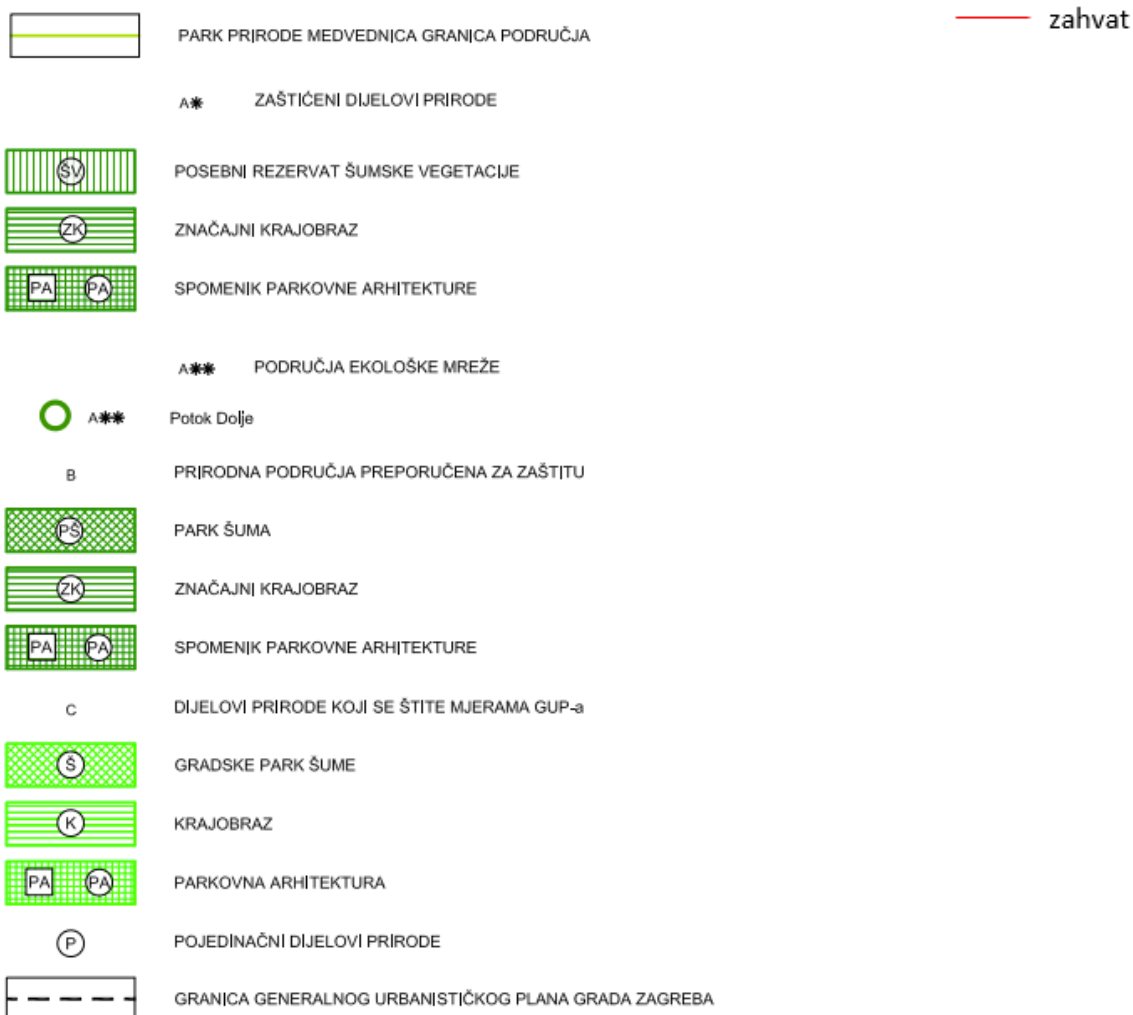 PARK PRIRODE MEDVEDNICA GRANICA PODRUČJA
zahvat
A✱ ZAŠTIĆENI DIJELOVI PRIRODE
ŠV POSEBNI REZERVAT ŠUMSKE VEGETACIJE
ZK ZNAČAJNI KRAJOBRAZ
PA PA SPOMENIK PARKOVNE ARHITEKTURE
A✱✱ PODRUČJA EKOLOŠKE MREŽE
A✱✱ Potok Dolje
B PRIRODNA PODRUČJA PREPORUČENA ZA ZAŠTITU
PŠ PARK ŠUMA
ZK ZNAČAJNI KRAJOBRAZ
PA PA SPOMENIK PARKOVNE ARHITEKTURE
C DIJELOVI PRIRODE KOJI SE ŠTITE MJERAMA GUP-a
Š GRADSKE PARK ŠUME
K KRAJOBRAZ
PA PA PARKOVNA ARHITEKTURA
P POJEDINAČNI DIJELOVI PRIRODE
GRANICA GENERALNOG URBANISTIČKOG PLANA GRADA ZAGREBA